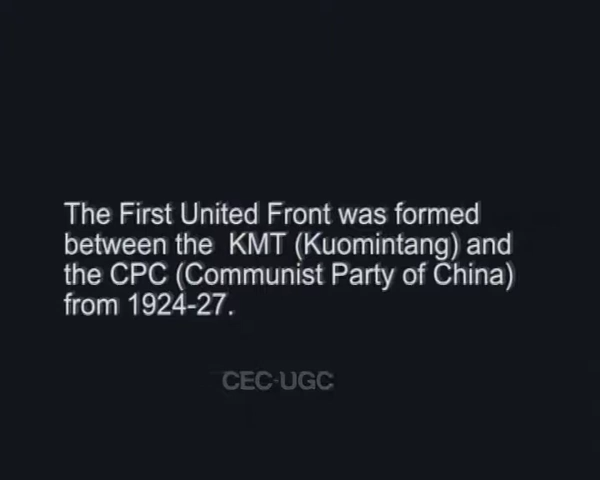 The First United Front was formed
between the KMT (Kuomintang) and
the CPC (Communist Party of China)
from 1924-27.
CEC-UGC